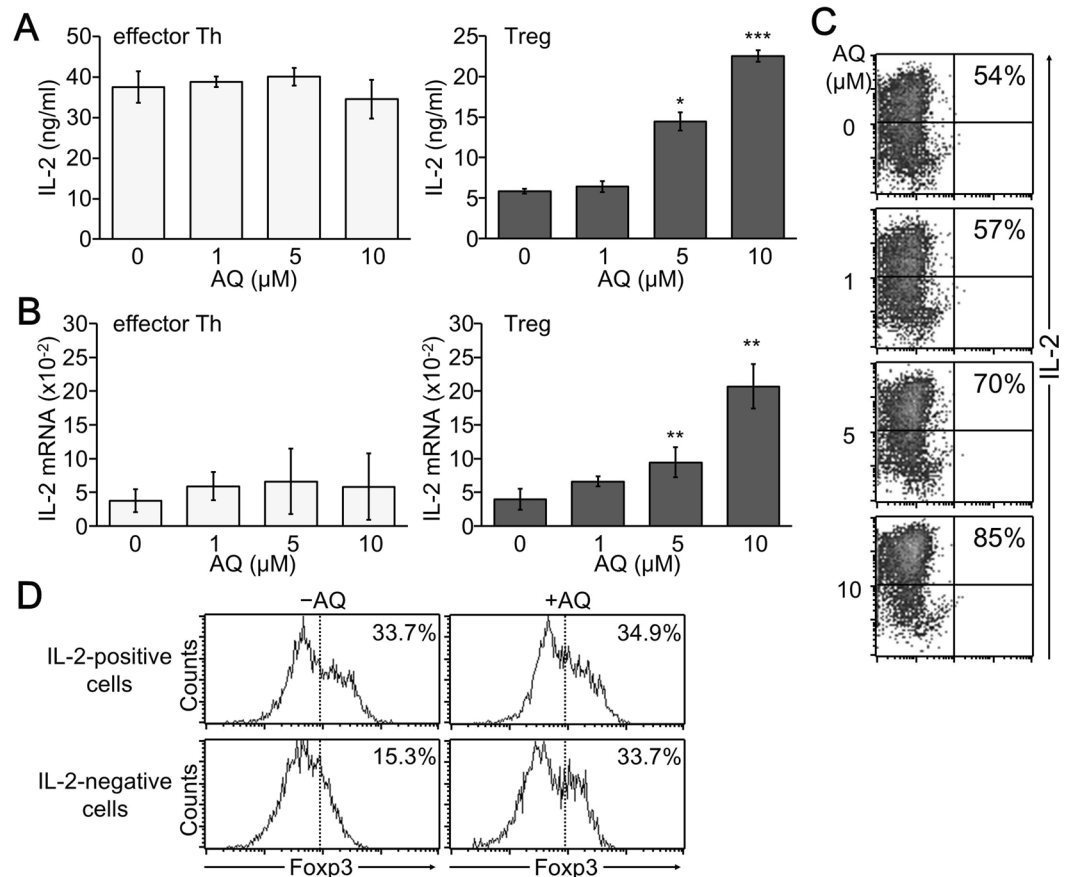 A
effector Th
IL-2 (ng/ml)
50
40
30
20
10
0
0 1 5 10
AQ (µM)
Treg
IL-2 (ng/ml)
25
20
15
10
5
0
*
***
0 1 5 10
AQ (µM)
B
effector Th
IL-2 mRNA (x10⁻²)
30
25
20
15
10
5
0
0 1 5 10
AQ (µM)
Treg
IL-2 mRNA (x10⁻²)
30
25
20
15
10
5
0
**
**
0 1 5 10
AQ (µM)
C
AQ
(µM)
0
54%
1
57%
5
70%
10
85%
IL-2
D
−AQ
+AQ
IL-2-positive
cells
Counts
33.7%
34.9%
IL-2-negative
cells
Counts
15.3%
33.7%
Foxp3
Foxp3